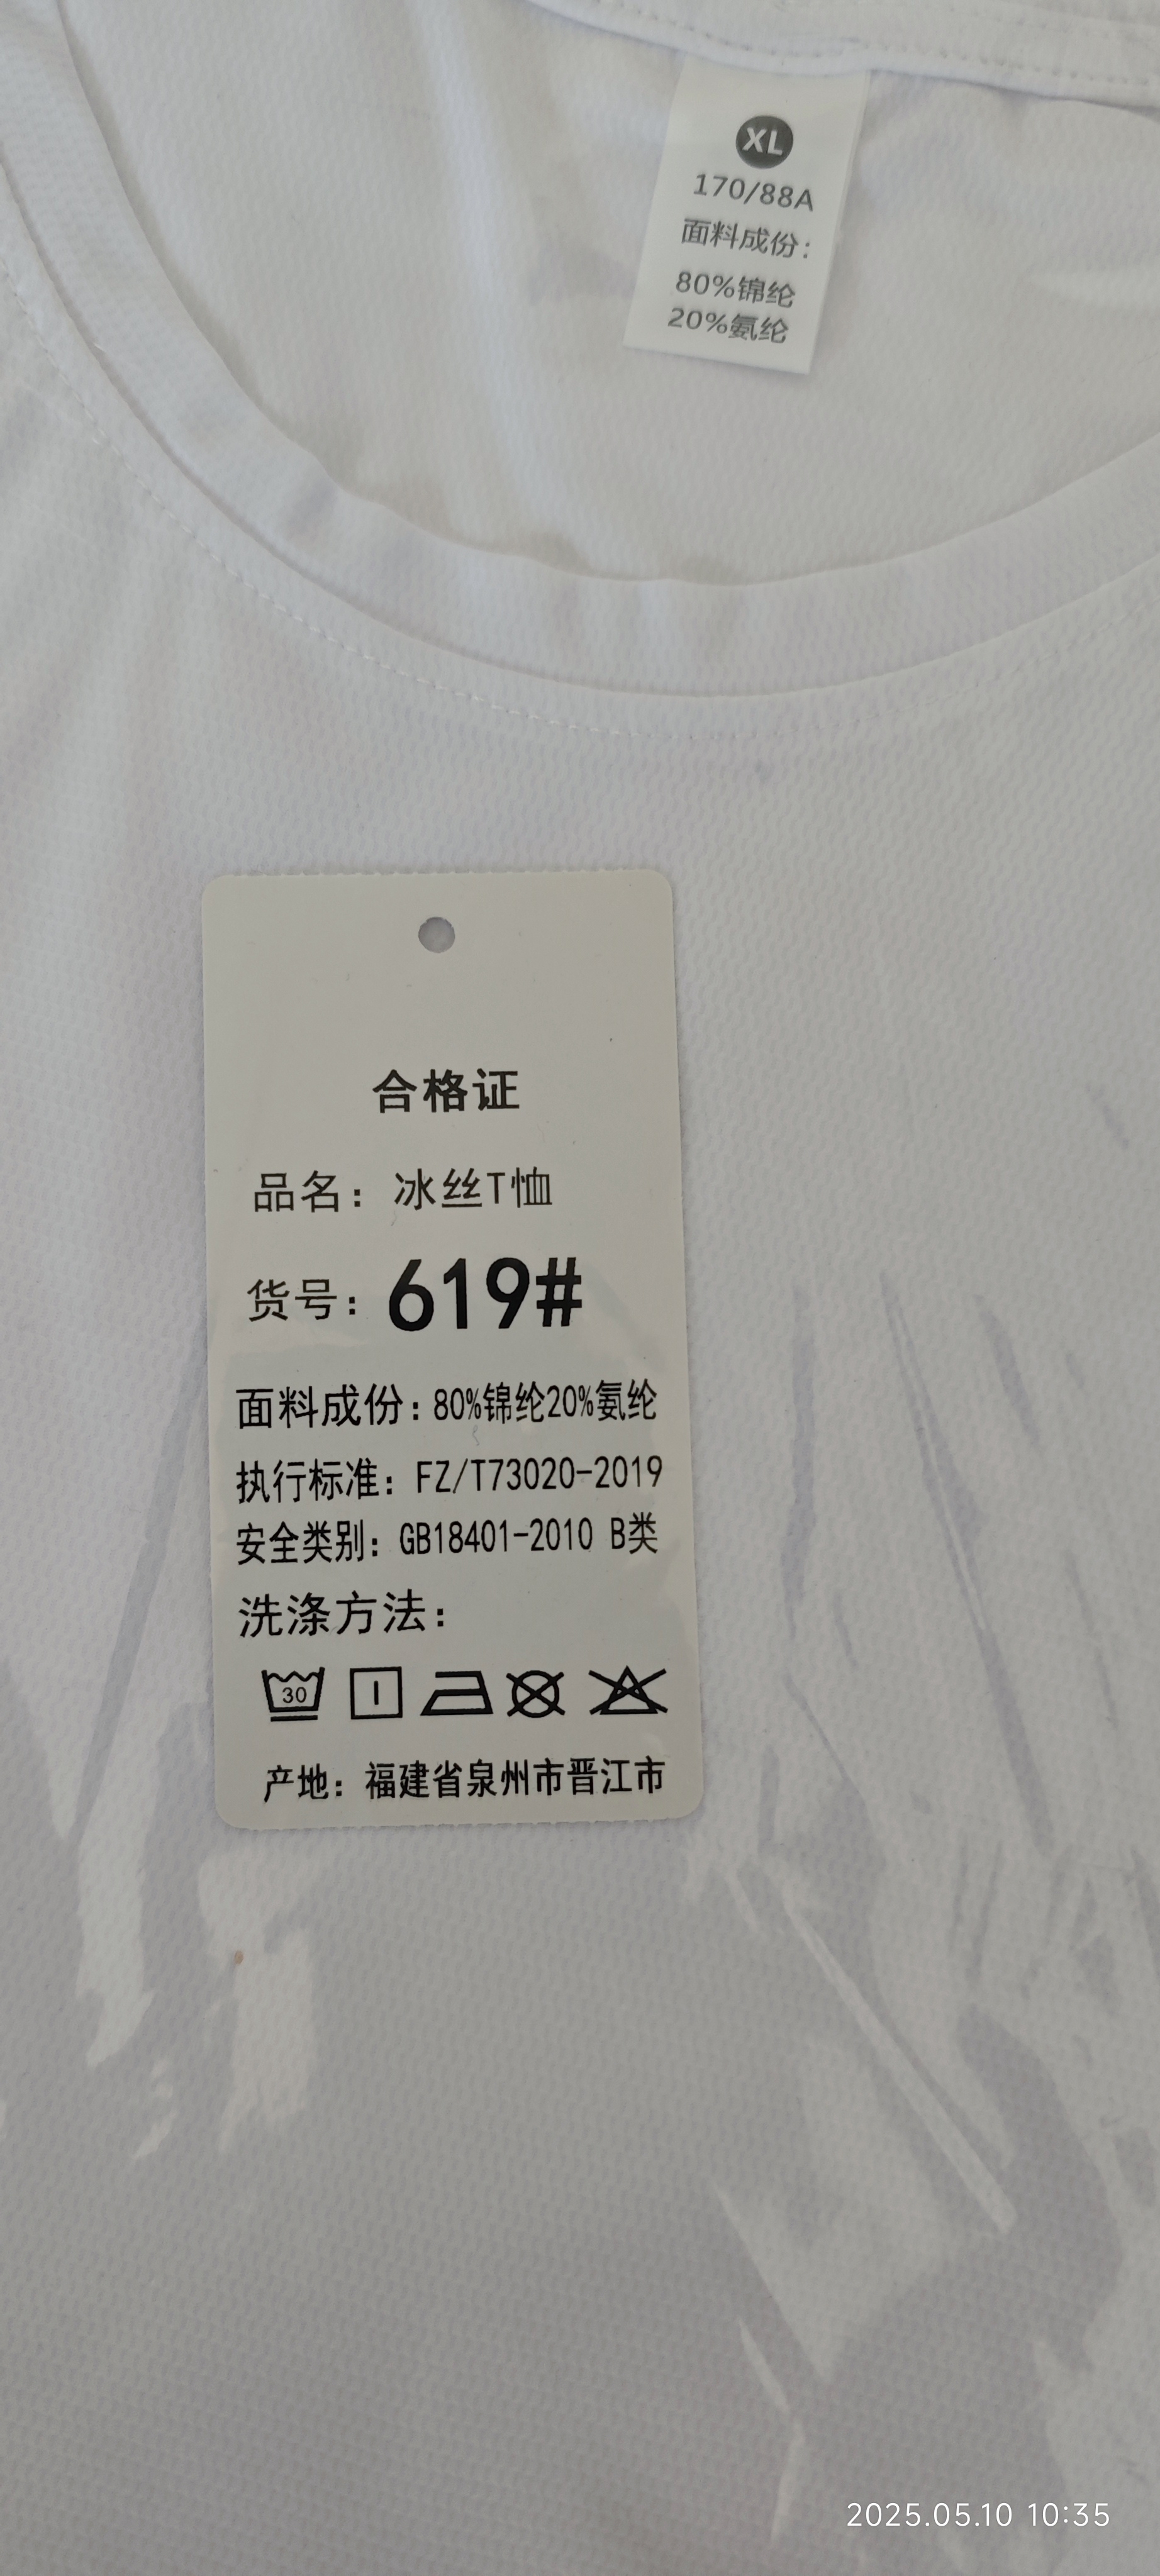 XL
170/88A
面料成份：
80%锦纶
20%氨纶
合格证
品名：冰丝T恤
货号：619#
面料成份：80%锦纶20%氨纶
执行标准：FZ/T73020-2019
安全类别：GB18401-2010 B类
洗涤方法：
30
产地：福建省泉州市晋江市
2025.05.10 10:35